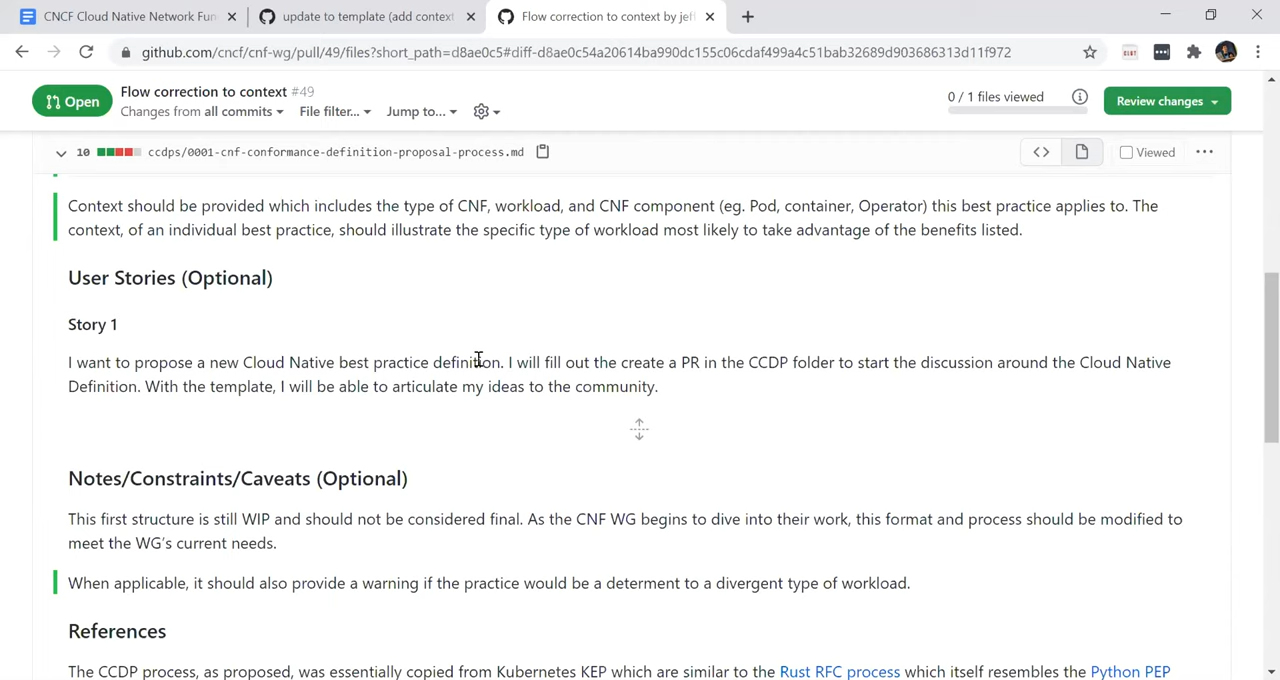 CNCF Cloud Native Network Fun
update to template (add context
Flow correction to context by jef
github.com/cncf/cnf-wg/pull/49/files?short_path=d8ae0c5#diff-d8ae0c54a20614ba990dc155c06cdaf499a4c51bab32689d903686313d11f972
Open
Flow correction to context #49
Changes from all commits
File filter...
Jump to...
0 / 1 files viewed
Review changes
10
ccdps/0001-cnf-conformance-definition-proposal-process.md
Viewed
Context should be provided which includes the type of CNF, workload, and CNF component (eg. Pod, container, Operator) this best practice applies to. The
context, of an individual best practice, should illustrate the specific type of workload most likely to take advantage of the benefits listed.
User Stories (Optional)
Story 1
I want to propose a new Cloud Native best practice definition. I will fill out the create a PR in the CCDP folder to start the discussion around the Cloud Native
Definition. With the template, I will be able to articulate my ideas to the community.
Notes/Constraints/Caveats (Optional)
This first structure is still WIP and should not be considered final. As the CNF WG begins to dive into their work, this format and process should be modified to
meet the WG's current needs.
When applicable, it should also provide a warning if the practice would be a determent to a divergent type of workload.
References
The CCDP process, as proposed, was essentially copied from Kubernetes KEP which are similar to the Rust RFC process which itself resembles the Python PEP